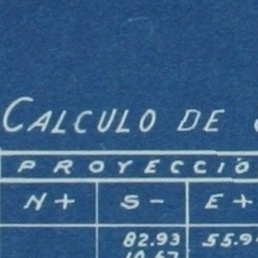 CALCULO DE
PROYECCIO
N+ S- E+
82.93 55.9